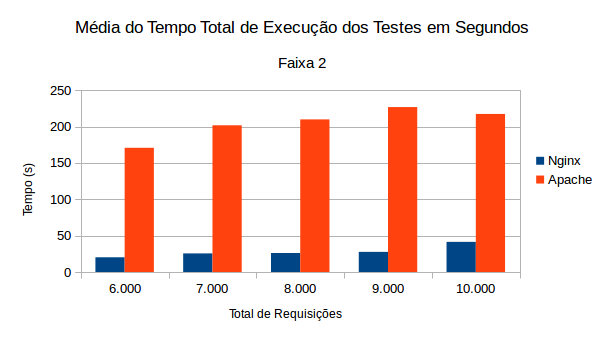 Média do Tempo Total de Execução dos Testes em Segundos
Faixa 2
250
200
150
100
50
0
Tempo (s)
6.000 7.000 8.000 9.000 10.000
Total de Requisições
Nginx
Apache